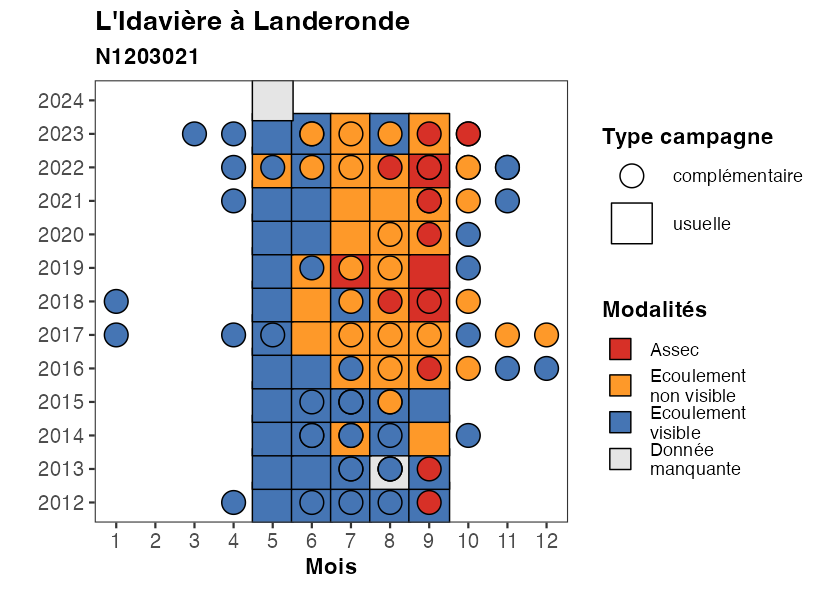 L'Idavière à Landeronde
N1203021
2024
2023
2022
2021
2020
2019
2018
2017
2016
2015
2014
2013
2012
1 2 3 4 5 6 7 8 9 10 11 12
Mois
Type campagne
complémentaire
usuelle
Modalités
Assec
Ecoulement
non visible
Ecoulement
visible
Donnée
manquante